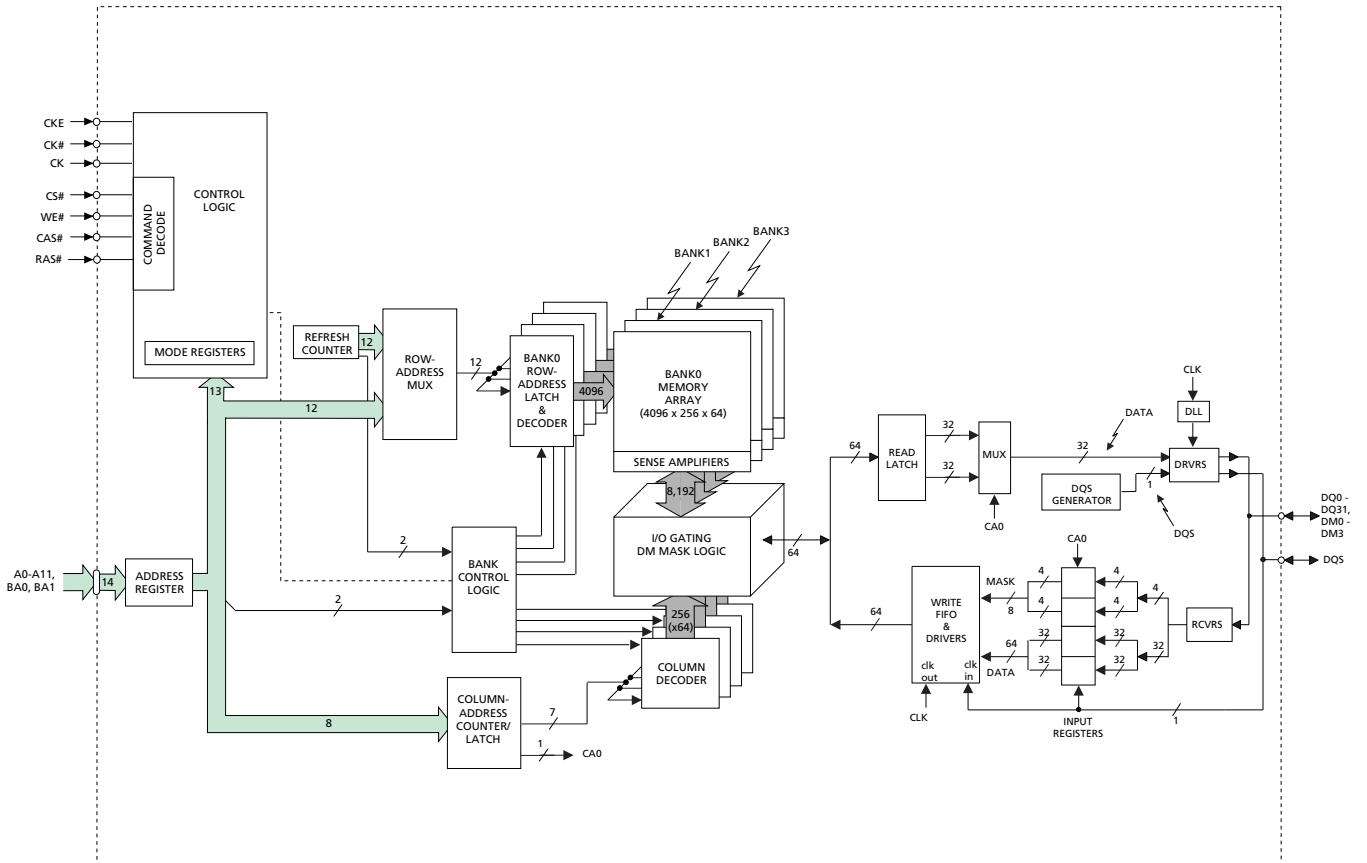 CKE
CK#
CK
CS#
WE#
CAS#
RAS#
COMMAND
DECODE
CONTROL
LOGIC
MODE REGISTERS
13
REFRESH
COUNTER
12
12
ROW-
ADDRESS
MUX
12
BANK0
ROW-
ADDRESS
LATCH
&
DECODER
4096
BANK1
BANK2
BANK3
BANK0
MEMORY
ARRAY
(4096 x 256 x 64)
SENSE AMPLIFIERS
8,192
I/O GATING
DM MASK LOGIC
64
A0-A11,
BA0, BA1
14
ADDRESS
REGISTER
2
2
BANK
CONTROL
LOGIC
256
(x64)
COLUMN
DECODER
8
COLUMN-
ADDRESS
COUNTER/
LATCH
7
1
CA0
64
READ
LATCH
32
32
MUX
CA0
32
DATA
CLK
DLL
DRVRS
DQS
GENERATOR
1
DQS
DQ0 -
DQ31,
DM0 -
DM3
DQS
64
WRITE
FIFO
&
DRIVERS
clk
out
clk
in
CLK
MASK
8
64
DATA
CA0
4
4
32
32
4
4
32
32
4
32
RCVRS
INPUT
REGISTERS
1